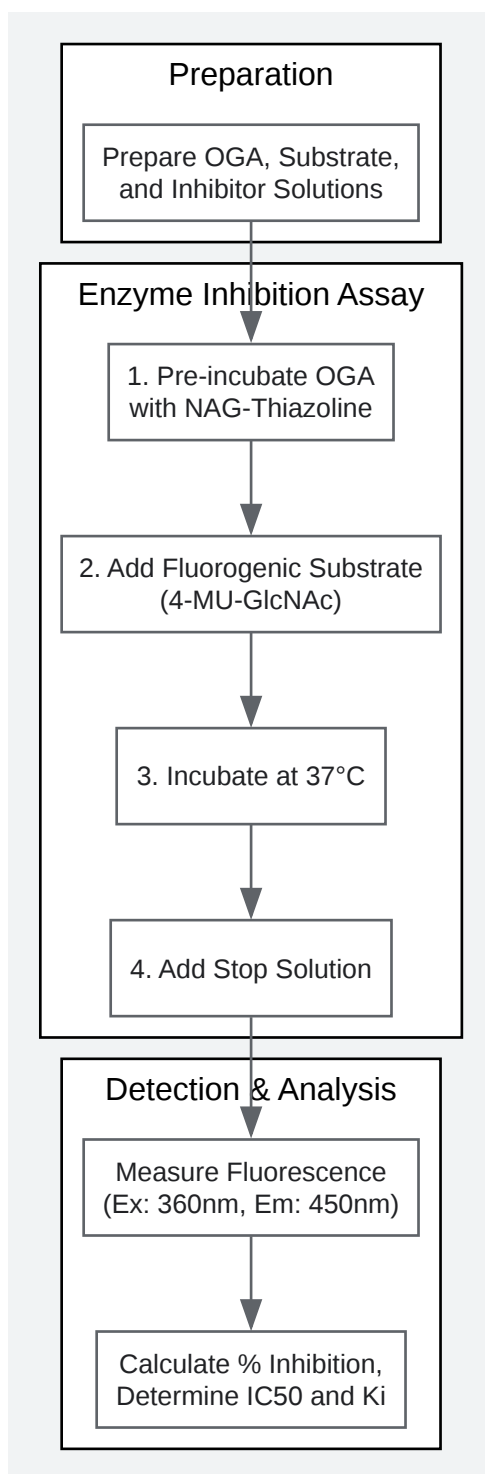 Preparation
Prepare OGA, Substrate,
and Inhibitor Solutions
Enzyme Inhibition Assay
1. Pre-incubate OGA
with NAG-Thiazoline
2. Add Fluorogenic Substrate
(4-MU-GlcNAc)
3. Incubate at 37°C
4. Add Stop Solution
Detection & Analysis
Measure Fluorescence
(Ex: 360nm, Em: 450nm)
Calculate % Inhibition,
Determine IC50 and Ki